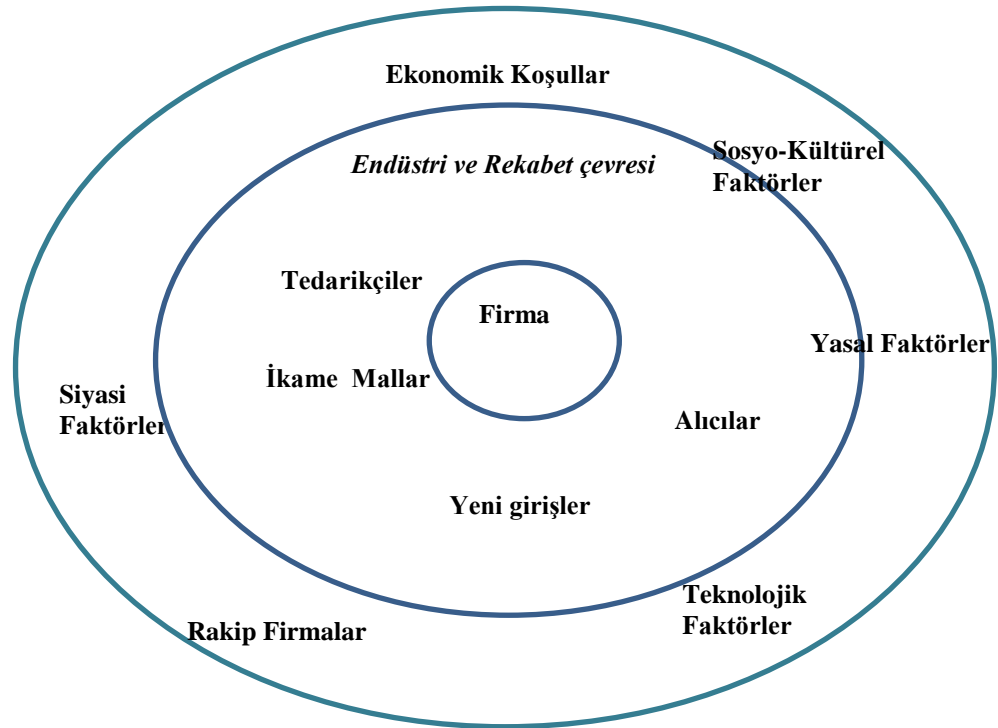 Ekonomik Koşullar
Sosyo-Kültürel
Faktörler
Endüstri ve Rekabet çevresi
Tedarikçiler
Firma
Yasal Faktörler
İkame Mallar
Siyasi
Faktörler
Alıcılar
Yeni girişler
Teknolojik
Faktörler
Rakip Firmalar